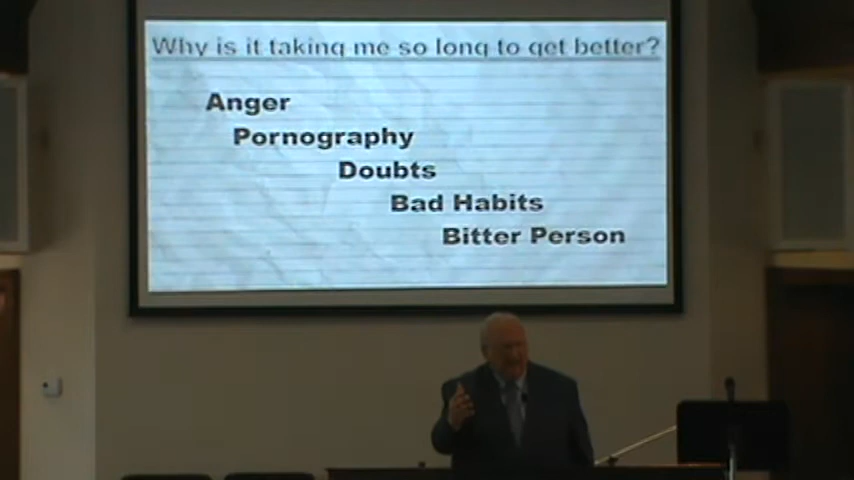 Why is it taking me so long to get better?
Anger
Pornography
Doubts
Bad Habits
Bitter Person